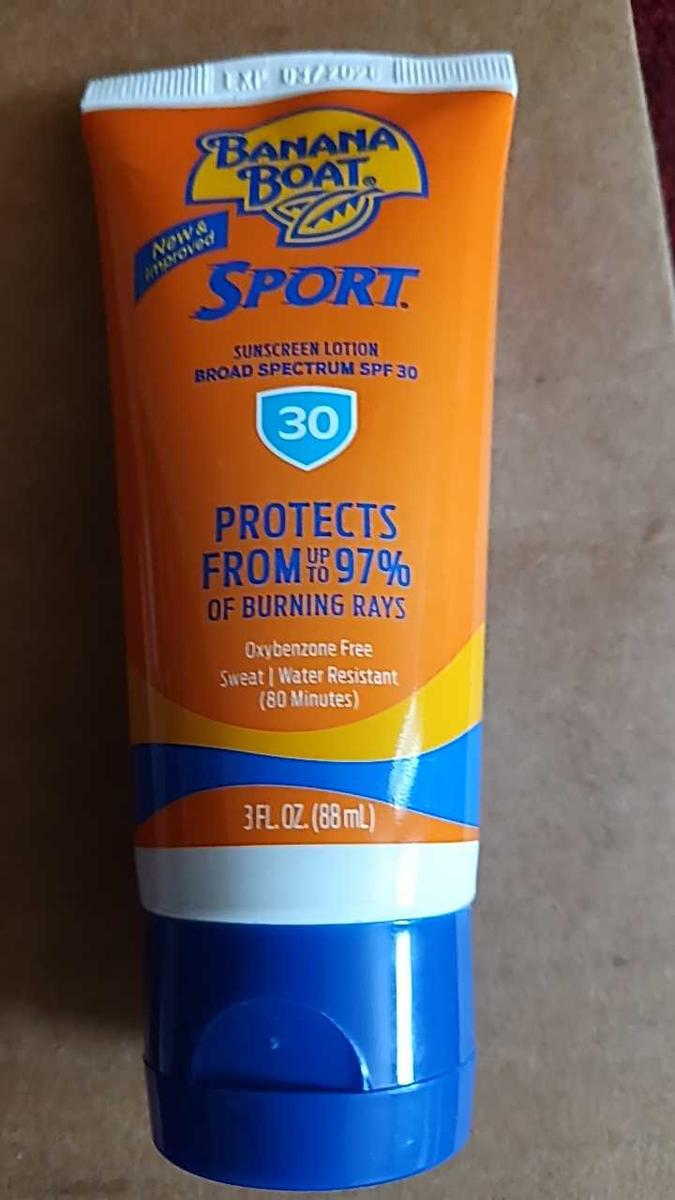 EXP
BANANA
BOAT®
New &
Improved
SPORT.
SUNSCREEN LOTION
BROAD SPECTRUM SPF 30
30
PROTECTS
FROM UP TO 97%
OF BURNING RAYS
Oxybenzone Free
Sweat | Water Resistant
(80 Minutes)
3 FL. OZ. (88 mL)